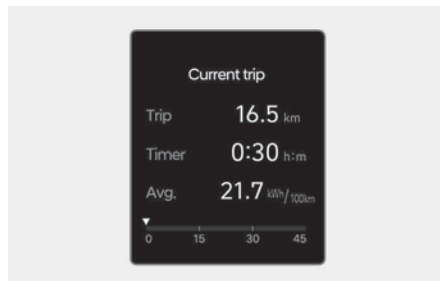 Current trip
Trip 16.5 km
Timer 0:30 h:m
Avg. 21.7 kWh/100km
0 15 30 45